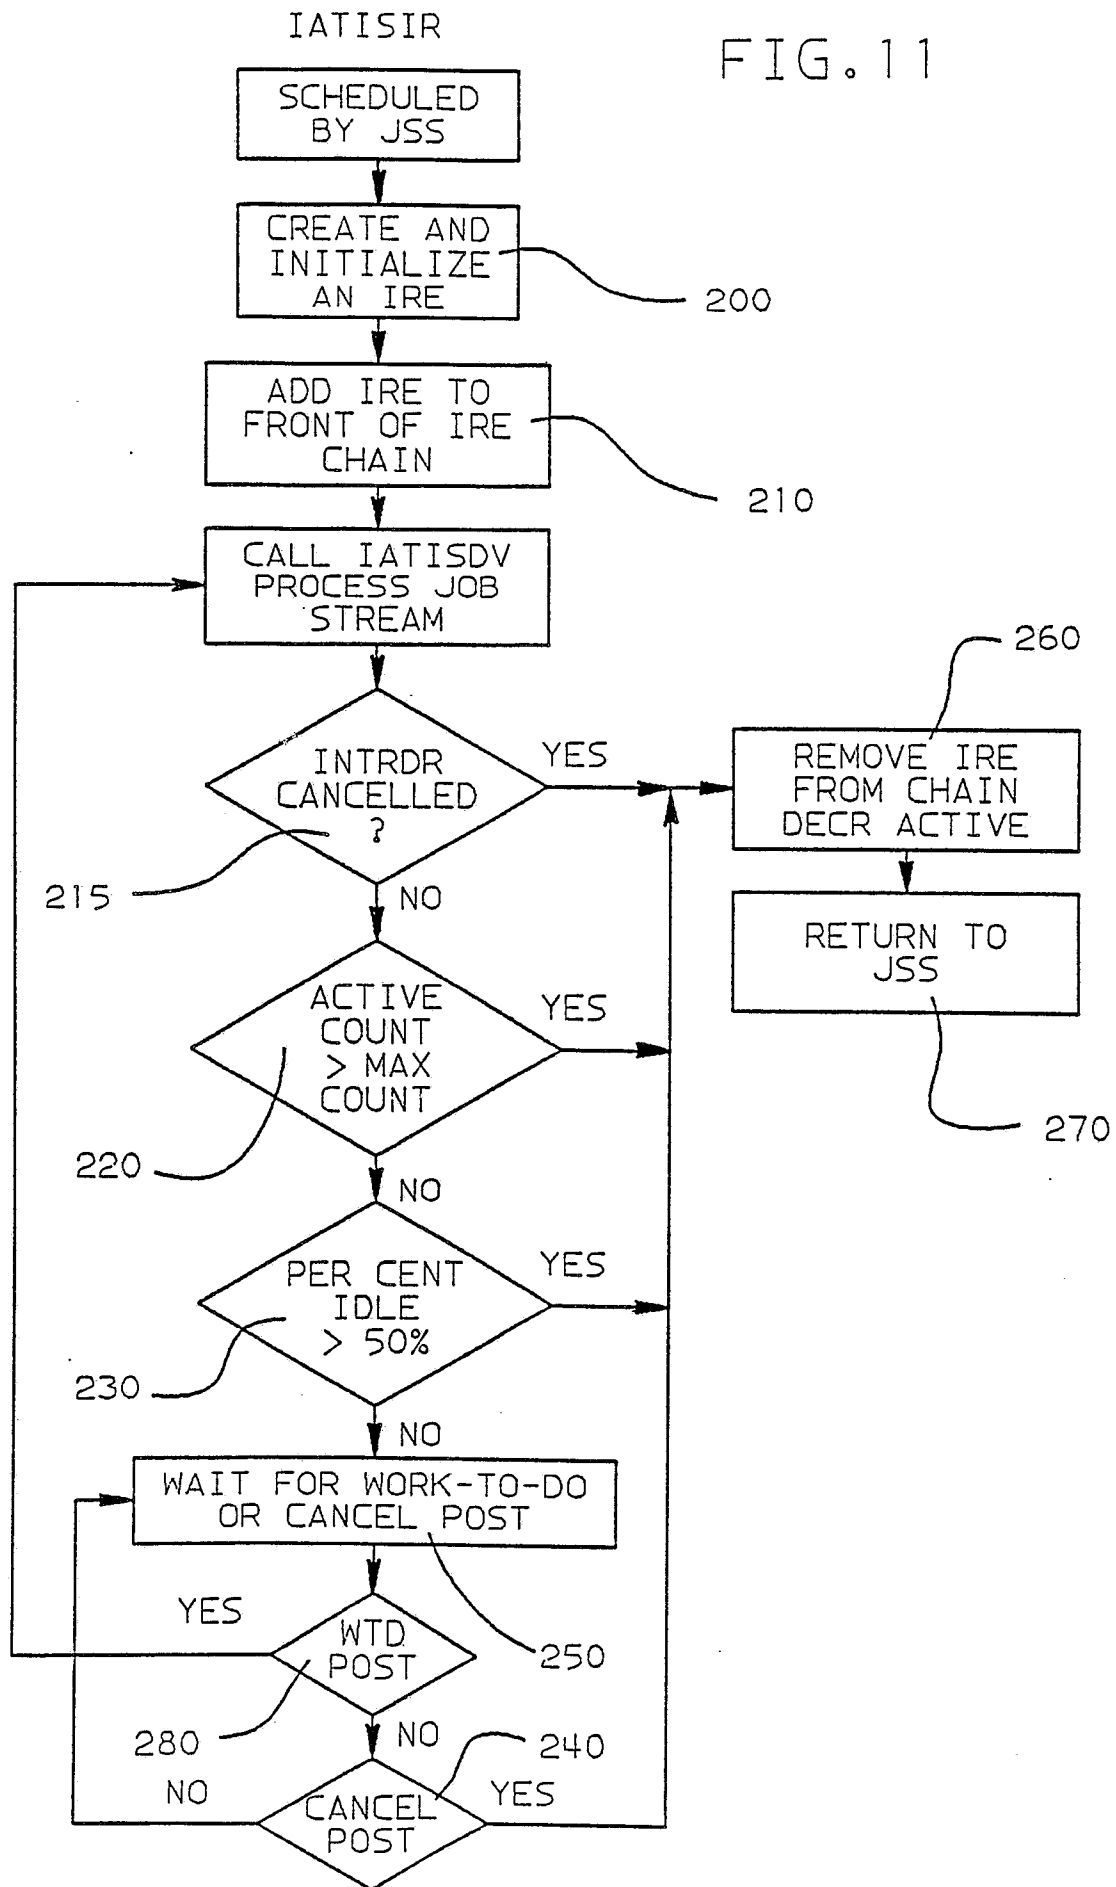 IATISIR
FIG.11
SCHEDULED
BY JSS
CREATE AND
INITIALIZE
AN IRE
200
ADD IRE TO
FRONT OF IRE
CHAIN
210
CALL IATISDV
PROCESS JOB
STREAM
INTRDR
CANCELLED
?
YES
215
NO
260
REMOVE IRE
FROM CHAIN
DECR ACTIVE
RETURN TO
JSS
270
ACTIVE
COUNT
> MAX
COUNT
YES
220
NO
PER CENT
IDLE
> 50%
YES
230
NO
WAIT FOR WORK-TO-DO
OR CANCEL POST
250
YES
WTD
POST
280
NO
240
NO
CANCEL
POST
YES